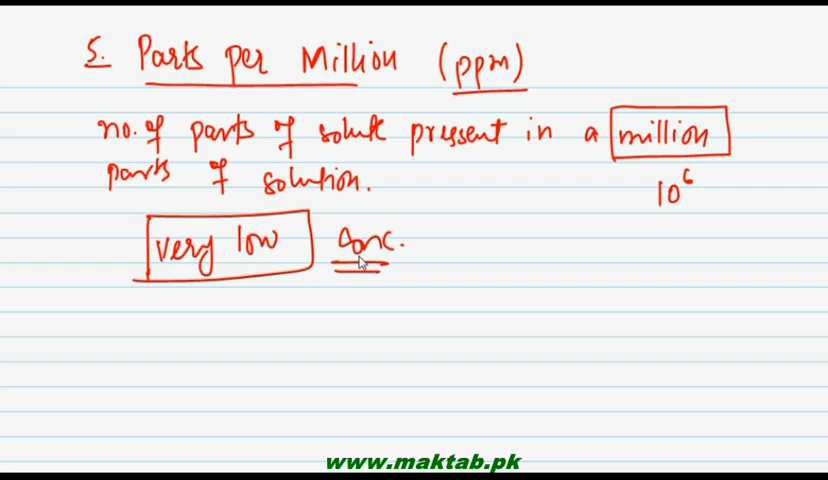 5. Parts per Million (ppm)
no. of parts of solute pressent in a million
parts of solution.
10⁶
very low conc.
www.maktab.pk